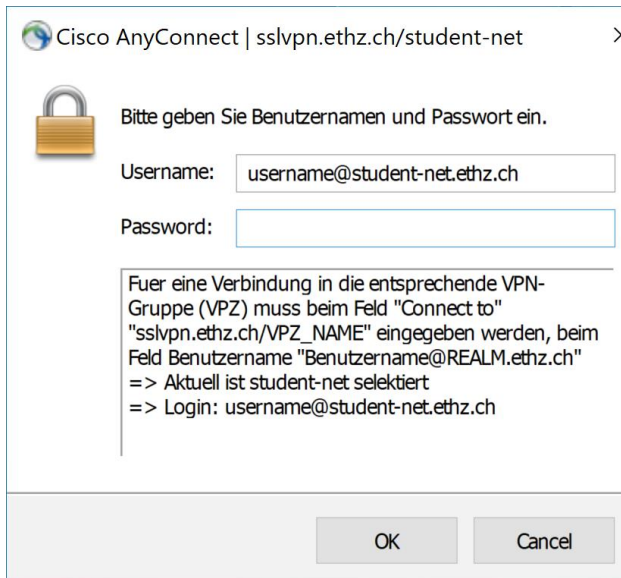 Cisco AnyConnect | sslvpn.ethz.ch/student-net
Bitte geben Sie Benutzernamen und Passwort ein.
Username: username@student-net.ethz.ch
Password:
Fuer eine Verbindung in die entsprechende VPN-
Gruppe (VPZ) muss beim Feld "Connect to"
"sslvpn.ethz.ch/VPZ_NAME" eingegeben werden, beim
Feld Benutzername "Benutzername@REALM.ethz.ch"
=> Aktuell ist student-net selektiert
=> Login: username@student-net.ethz.ch
OK Cancel